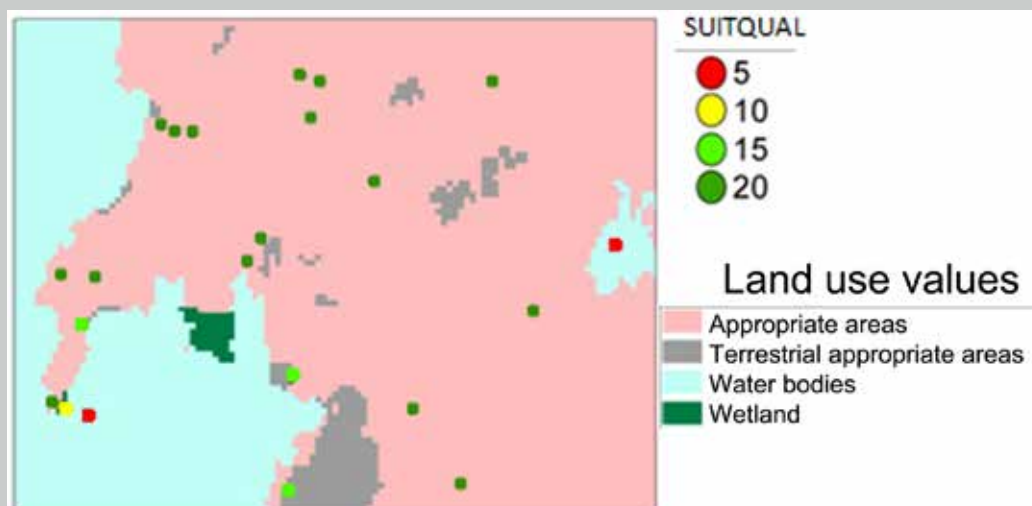 SUITQUAL
5
10
15
20
Land use values
Appropriate areas
Terrestrial appropriate areas
Water bodies
Wetland